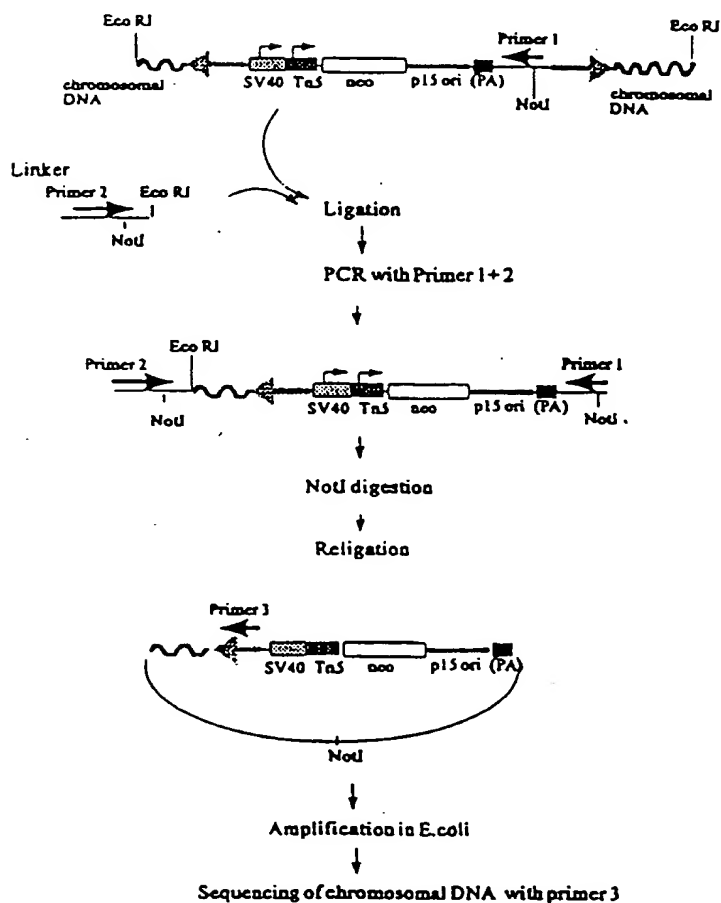 Eco RI
Eco RI
Primer 1
SV40 Tn5 neo p15 ori (PA)
NotI
chromosomal
DNA
chromosomal
DNA
Linker
Primer 2 Eco RI
NotI
Ligation
PCR with Primer 1+2
Eco RI
Primer 2
Primer 1
NotI
SV40 Tn5 neo p15 ori (PA)
NotI
NotI digestion
Religation
Primer 3
SV40 Tn5 neo p15 ori (PA)
NotI
Amplification in E.coli
Sequencing of chromosomal DNA with primer 3